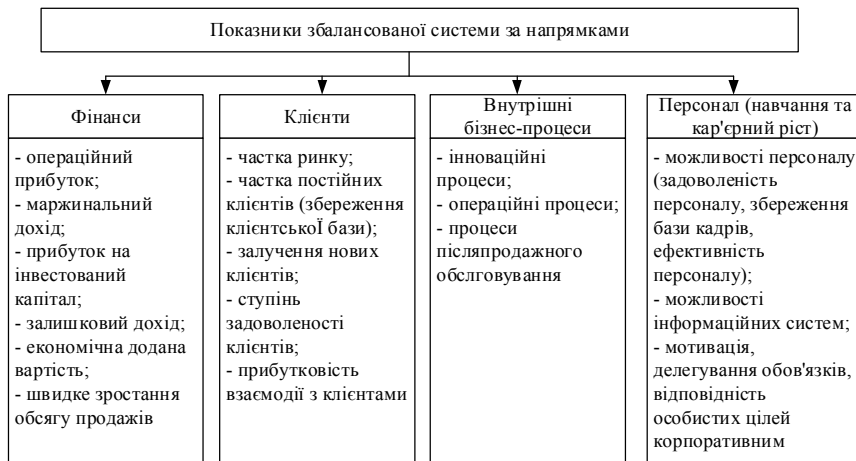 Показники збалансованої системи за напрямками
Фінанси
- операційний
прибуток;
- маржинальний
дохід;
- прибуток на
інвестований
капітал;
- залишковий дохід;
- економічна додана
вартість;
- швидке зростання
обсягу продажів
Клієнти
- частка ринку;
- частка постійних
клієнтів (збереження
клієнтськоЇ бази);
- залучення нових
клієнтів;
- ступінь
задоволеності
клієнтів;
- прибутковість
взаємодії з клієнтами
Внутрішні
бізнес-процеси
- інноваційні
процеси;
- операційні процеси;
- процеси
післяпродажного
обслговування
Персонал (навчання та
кар'єрний ріст)
- можливості персоналу
(задоволеність
персоналу, збереження
бази кадрів,
ефективність
персоналу);
- можливості
інформаційних систем;
- мотивація,
делегування обов'язків,
відповідність
особистих цілей
корпоративним